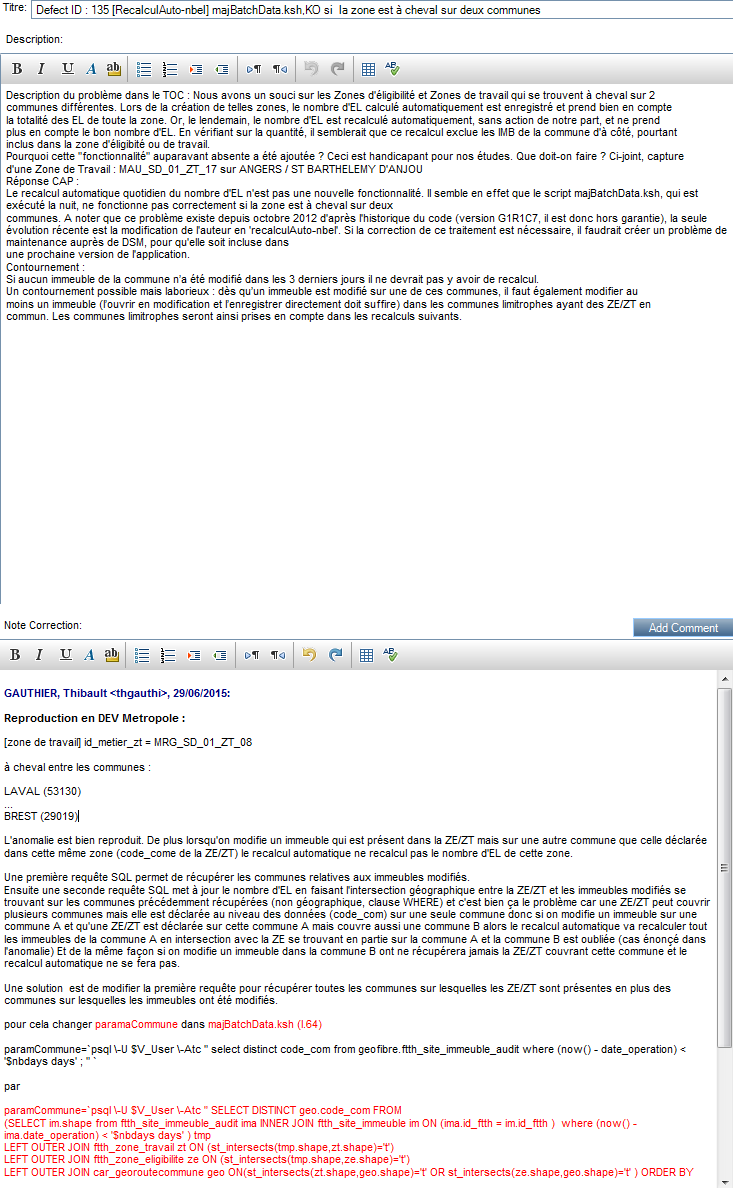 Titre: Defect ID : 135 [RecalculAuto-nbel] majBatchData.ksh,KO si la zone est à cheval sur deux communes
Description:
B I U A ab
Description du problème dans le TOC : Nous avons un souci sur les Zones d'éligibilité et Zones de travail qui se trouvent à cheval sur 2
communes différentes. Lors de la création de telles zones, le nombre d'EL calculé automatiquement est enregistré et prend bien en compte
la totalité des EL de toute la zone. Or, le lendemain, le nombre d'EL est recalculé automatiquement, sans action de notre part, et ne prend
plus en compte le bon nombre d'EL. En vérifiant sur la quantité, il semblerait que ce recalcul exclue les IMB de la commune d'à côté, pourtant
inclus dans la zone d'éligibité ou de travail.
Pourquoi cette "fonctionnalité" auparavant absente a été ajoutée ? Ceci est handicapant pour nos études. Que doit-on faire ? Ci-joint, capture
d'une Zone de Travail : MAU_SD_01_ZT_17 sur ANGERS / ST BARTHELEMY D'ANJOU
Réponse CAP :
Le recalcul automatique quotidien du nombre d'EL n'est pas une nouvelle fonctionnalité. Il semble en effet que le script majBatchData.ksh, qui est
exécuté la nuit, ne fonctionne pas correctement si la zone est à cheval sur deux
communes. A noter que ce problème existe depuis octobre 2012 d'après l'historique du code (version G1R1C7, il est donc hors garantie), la seule
évolution récente est la modification de l'auteur en 'recalculAuto-nbel'. Si la correction de ce traitement est nécessaire, il faudrait créer un problème de
maintenance auprès de DSM, pour qu'elle soit incluse dans
une prochaine version de l'application.
Contournement :
Si aucun immeuble de la commune n'a été modifié dans les 3 derniers jours il ne devrait pas y avoir de recalcul.
Un contournement possible mais laborieux : dès qu'un immeuble est modifié sur une de ces communes, il faut également modifier au
moins un immeuble (l'ouvrir en modification et l'enregistrer directement doit suffire) dans les communes limitrophes ayant des ZE/ZT en
commun. Les communes limitrophes seront ainsi prises en compte dans les recalculs suivants.
Note Correction:
Add Comment
B I U A ab
GAUTHIER, Thibault <thgauthi>, 29/06/2015:
Reproduction en DEV Metropole :
[zone de travail] id_metier_zt = MRG_SD_01_ZT_08
à cheval entre les communes :
LAVAL (53130)
...
BREST (29019)
L'anomalie est bien reproduit. De plus lorsqu'on modifie un immeuble qui est présent dans la ZE/ZT mais sur une autre commune que celle déclarée
dans cette même zone (code_come de la ZE/ZT) le recalcul automatique ne recalcul pas le nombre d'EL de cette zone.
Une première requête SQL permet de récupérer les communes relatives aux immeubles modifiés.
Ensuite une seconde requête SQL met à jour le nombre d'EL en faisant l'intersection géographique entre la ZE/ZT et les immeubles modifiés se
trouvant sur les communes précédemment récupérées (non géographique, clause WHERE) et c'est bien ça le problème car une ZE/ZT peut couvrir
plusieurs communes mais elle est déclarée au niveau des données (code_com) sur une seule commune donc si on modifie un immeuble sur une
commune A et qu'une ZE/ZT est déclarée sur cette commune A mais couvre aussi une commune B alors le recalcul automatique va recalculer tout
les immeubles de la commune A en intersection avec la ZE se trouvant en partie sur la commune A et la commune B est oubliée (cas énonçé dans
l'anomalie) Et de la même façon si on modifie un immeuble dans la commune B ont ne récupérera jamais la ZE/ZT couvrant cette commune et le
recalcul automatique ne se fera pas.
Une solution est de modifier la première requête pour récupérer toutes les communes sur lesquelles les ZE/ZT sont présentes en plus des
communes sur lesquelles les immeubles ont été modifiés.
pour cela changer paramaCommune dans majBatchData.ksh (l.64)
paramCommune=`psql \-U $V_User \-Atc " select distinct code_com from geofibre.ftth_site_immeuble_audit where (now() - date_operation) <
'$nbdays days' ; " `
par
paramCommune=`psql \-U $V_User \-Atc " SELECT DISTINCT geo.code_com FROM
(SELECT im.shape from ftth_site_immeuble_audit ima INNER JOIN ftth_site_immeuble im ON (ima.id_ftth = im.id_ftth ) where (now() -
ima.date_operation) < '$nbdays days' ) tmp
LEFT OUTER JOIN ftth_zone_travail zt ON (st_intersects(tmp.shape,zt.shape)='t')
LEFT OUTER JOIN ftth_zone_eligibilite ze ON (st_intersects(tmp.shape,ze.shape)='t')
LEFT OUTER JOIN car_georoutecommune geo ON(st_intersects(zt.shape,geo.shape)='t' OR st_intersects(ze.shape,geo.shape)='t' ) ORDER BY